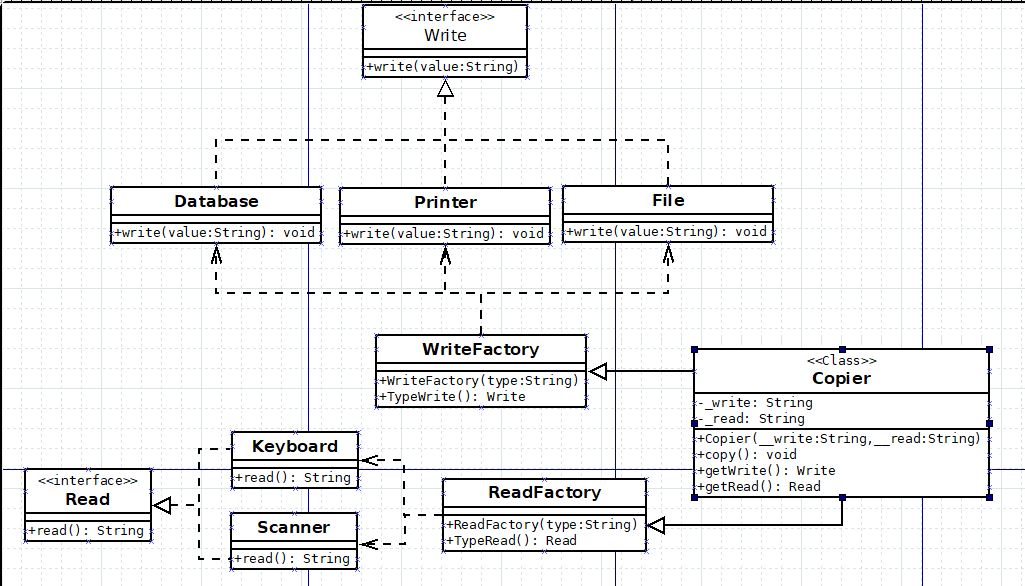 <<interface>>
Write
+write(value:String)
Database
+write(value:String): void
Printer
+write(value:String): void
File
+write(value:String): void
WriteFactory
+WriteFactory(type:String)
+TypeWrite(): Write
<<Class>>
Copier
-_write: String
-_read: String
+Copier(__write:String,__read:String)
+copy(): void
+getWrite(): Write
+getRead(): Read
Keyboard
+read(): String
<<interface>>
Read
+read(): String
Scanner
+read(): String
ReadFactory
+ReadFactory(type:String)
+TypeRead(): Read